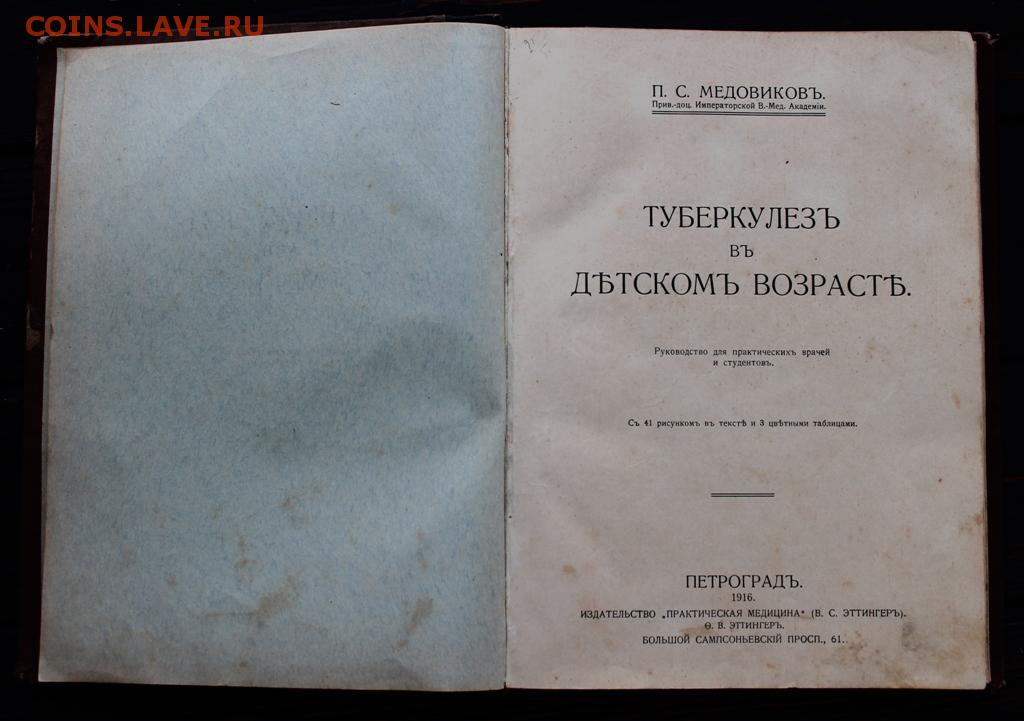 COINS.LAVE.RU
П. С. МЕДОВИКОВЪ.
Прив.-доц. Императорской В.-Мед. Академіи.
ТУБЕРКУЛЕЗЪ
ВЪ
ДѢТСКОМЪ ВОЗРАСТѢ.
Руководство для практическихъ врачей
и студентовъ.
Съ 41 рисункомъ въ текстѣ и 3 цвѣтными таблицами.
ПЕТРОГРАДЪ.
1916.
ИЗДАТЕЛЬСТВО „ПРАКТИЧЕСКАЯ МЕДИЦИНА“ (В. С. ЭТТИНГЕРЪ).
Ѳ. В. ЭТТИНГЕРЪ.
БОЛЬШОЙ САМПСОНЬЕВСКІЙ ПРОСП., 61.